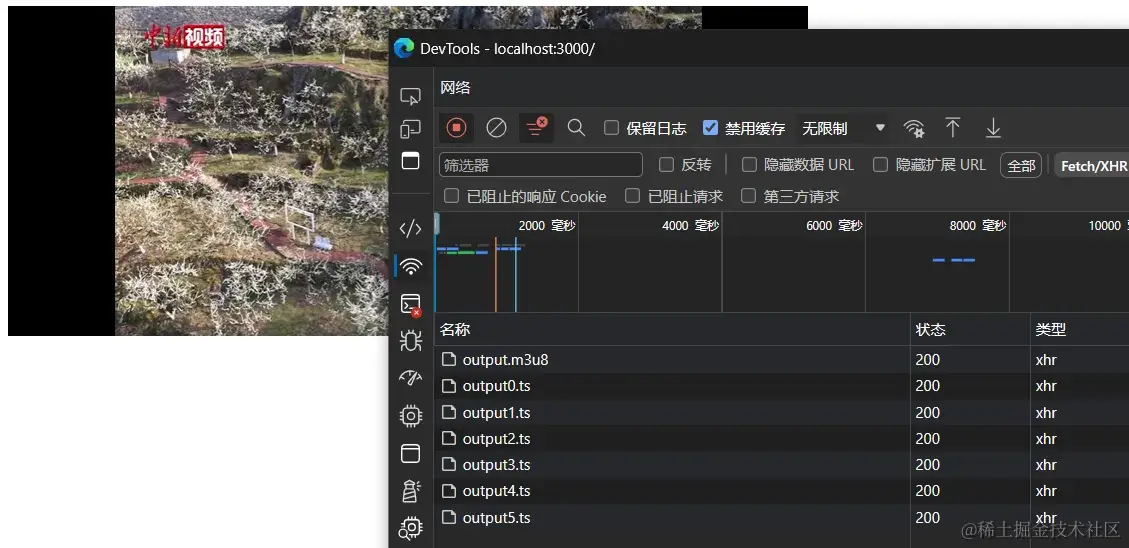 中新视频
DevTools - localhost:3000/
网络
保留日志 禁用缓存 无限制
筛选器 反转 隐藏数据 URL 隐藏扩展 URL 全部 Fetch/XHR
已阻止的响应 Cookie 已阻止请求 第三方请求
2000 毫秒 4000 毫秒 6000 毫秒 8000 毫秒 10000
名称 状态 类型
output.m3u8 200 xhr
output0.ts 200 xhr
output1.ts 200 xhr
output2.ts 200 xhr
output3.ts 200 xhr
output4.ts 200 xhr
output5.ts 200 xhr
@稀土掘金技术社区